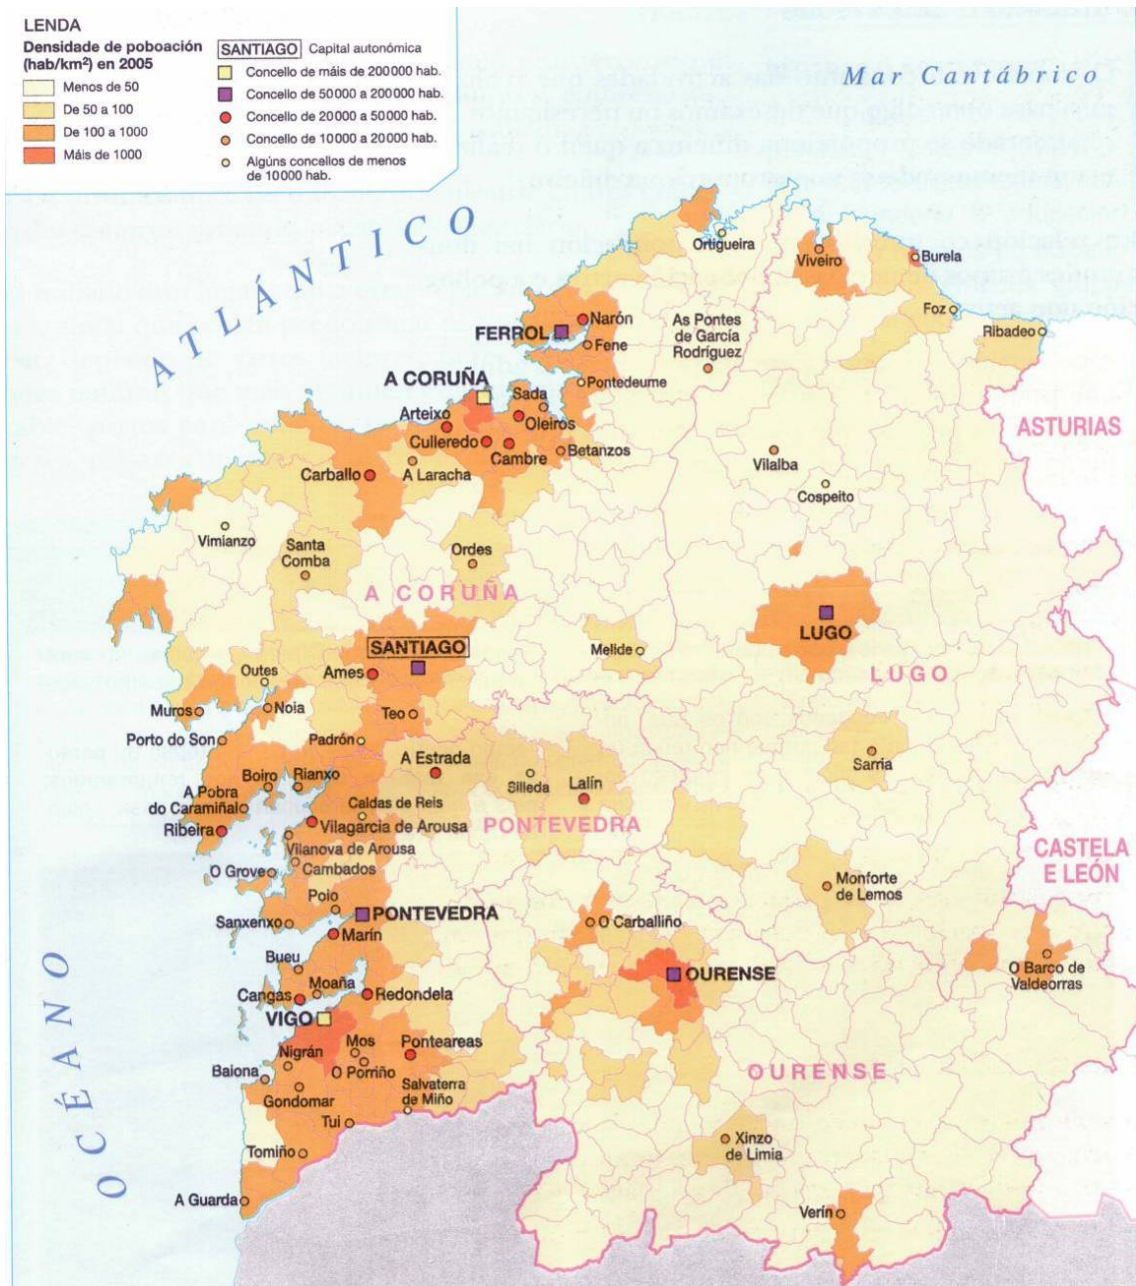 LENDA
Densidade de poboación
(hab/km²) en 2005
Menos de 50
De 50 a 100
De 100 a 1000
Máis de 1000
SANTIAGO Capital autonómica
Concello de máis de 200000 hab.
Concello de 50000 a 200000 hab.
Concello de 20000 a 50000 hab.
Concello de 10000 a 20000 hab.
Algúns concellos de menos
de 10000 hab.
Mar Cantábrico
OCÉANO
ATLÁNTICO
Ortigueira
Viveiro
Burela
Foz
Ribadeo
Narón
FERROL
Fene
As Pontes
de García
Rodríguez
Pontedeume
A CORUÑA
Sada
Arteixo
Oleiros
Culleredo
Cambre
Betanzos
Carballo
A Laracha
ASTURIAS
Vilalba
Cospeito
Vimianzo
Santa
Comba
Ordes
A CORUÑA
LUGO
SANTIAGO
Melide
LUGO
Ames
Outes
Muros
Noia
Teo
Porto do Son
Padrón
A Estrada
Sarria
Boiro
Rianxo
Silleda
Lalín
A Pobra
do Caramiñal
Caldas de Reis
Ribeira
Vilagarcía de Arousa
PONTEVEDRA
Vilanova de Arousa
CASTELA
E LEÓN
O Grove
Cambados
Monforte
de Lemos
Poio
Sanxenxo
PONTEVEDRA
O Carballiño
Marín
Bueu
O Barco de
Valdeorras
Moaña
OURENSE
Cangas
Redondela
VIGO
Mos
Nigrán
Ponteareas
Baiona
O Porriño
OURENSE
Gondomar
Salvaterra
de Miño
Tui
Xinzo
de Limia
Tomiño
A Guarda
Verín